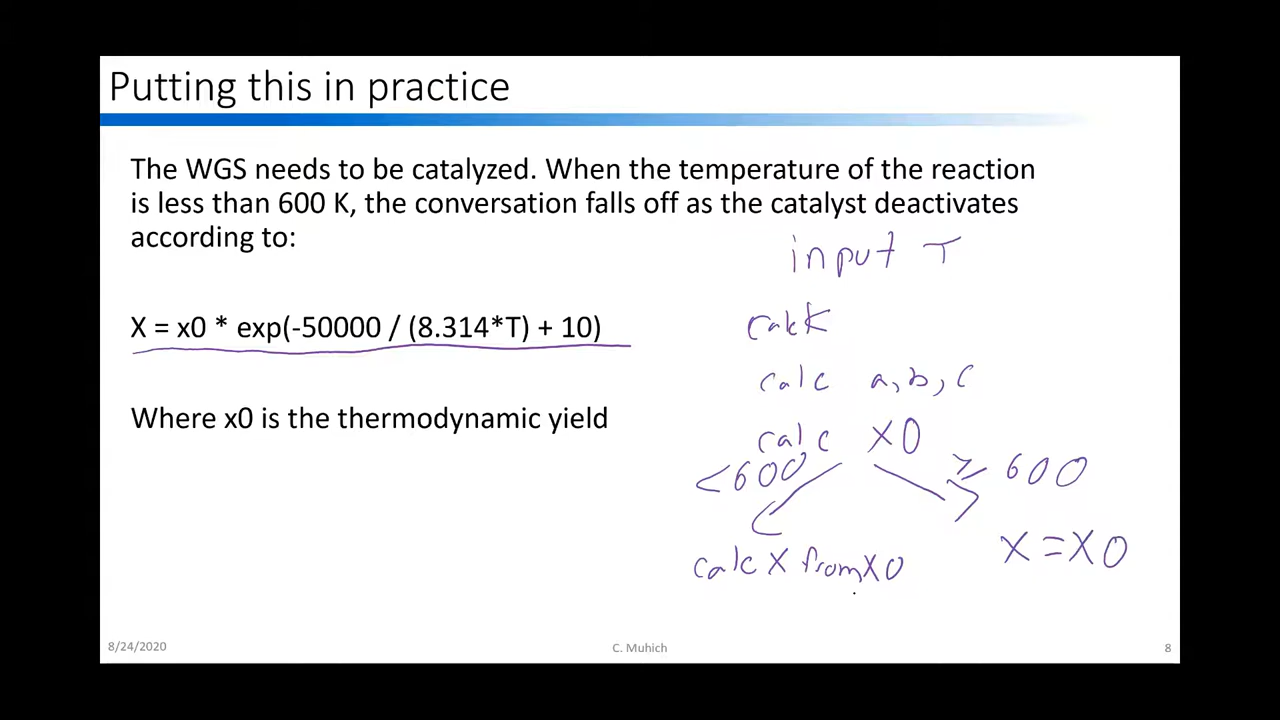 Putting this in practice
The WGS needs to be catalyzed. When the temperature of the reaction
is less than 600 K, the conversation falls off as the catalyst deactivates
according to:
input T
X = x0 * exp(-50000 / (8.314*T) + 10)
calc K
calc a, b, c
Where x0 is the thermodynamic yield
calc X0
<600
≥ 600
calc X from X0
X = X0
8/24/2020
C. Muhich
8